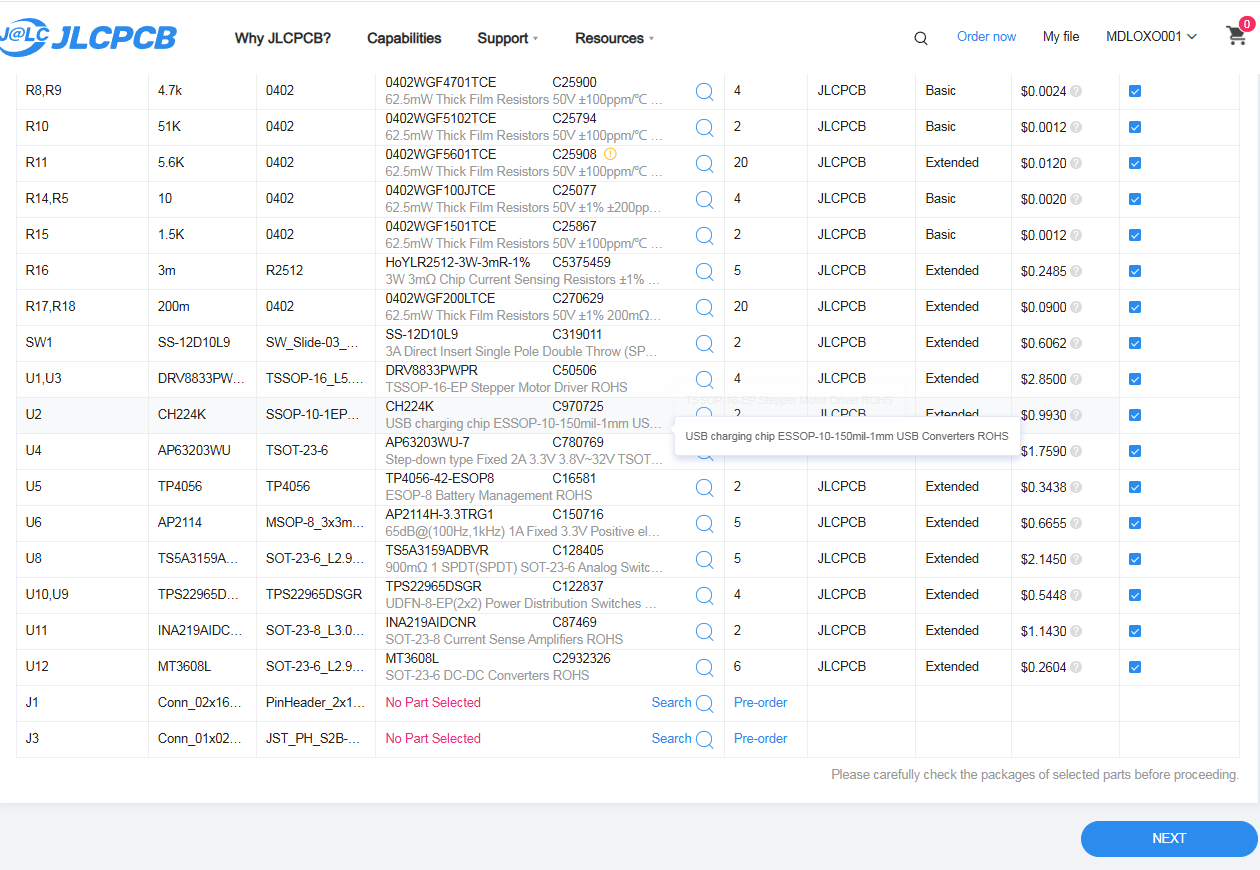 J@LC JLCPCB Why JLCPCB? Capabilities Support Resources Order now My file MDLOXO001 0
R8,R9 4.7k 0402 0402WGF4701TCE C25900 4 JLCPCB Basic $0.0024
62.5mW Thick Film Resistors 50V ±100ppm/℃ ...
R10 51K 0402 0402WGF5102TCE C25794 2 JLCPCB Basic $0.0012
62.5mW Thick Film Resistors 50V ±100ppm/℃ ...
R11 5.6K 0402 0402WGF5601TCE C25908 20 JLCPCB Extended $0.0120
62.5mW Thick Film Resistors 50V ±100ppm/℃ ...
R14,R5 10 0402 0402WGF100JTCE C25077 4 JLCPCB Basic $0.0020
62.5mW Thick Film Resistors 50V ±1% ±200pp...
R15 1.5K 0402 0402WGF1501TCE C25867 2 JLCPCB Basic $0.0012
62.5mW Thick Film Resistors 50V ±100ppm/℃ ...
R16 3m R2512 HoYLR2512-3W-3mR-1% C5375459 5 JLCPCB Extended $0.2485
3W 3mΩ Chip Current Sensing Resistors ±1% ...
R17,R18 200m 0402 0402WGF200LTCE C270629 20 JLCPCB Extended $0.0900
62.5mW Thick Film Resistors 50V ±1% 200mΩ...
SW1 SS-12D10L9 SW_Slide-03_... SS-12D10L9 C319011 2 JLCPCB Extended $0.6062
3A Direct Insert Single Pole Double Throw (SP...
U1,U3 DRV8833PW... TSSOP-16_L5.... DRV8833PWPR C50506 4 JLCPCB Extended $2.8500
TSSOP-16-EP Stepper Motor Driver ROHS
TSSOP-16-EP Stepper Motor Driver ROHS
U2 CH224K SSOP-10-1EP... CH224K C970725 2 JLCPCB Extended $0.9930
USB charging chip ESSOP-10-150mil-1mm US...
USB charging chip ESSOP-10-150mil-1mm USB Converters ROHS
U4 AP63203WU TSOT-23-6 AP63203WU-7 C780769 $1.7590
Step-down type Fixed 2A 3.3V 3.8V~32V TSOT...
U5 TP4056 TP4056 TP4056-42-ESOP8 C16581 2 JLCPCB Extended $0.3438
ESOP-8 Battery Management ROHS
U6 AP2114 MSOP-8_3x3m... AP2114H-3.3TRG1 C150716 5 JLCPCB Extended $0.6655
65dB@(100Hz,1kHz) 1A Fixed 3.3V Positive el...
U8 TS5A3159A... SOT-23-6_L2.9... TS5A3159ADBVR C128405 5 JLCPCB Extended $2.1450
900mΩ 1 SPDT(SPDT) SOT-23-6 Analog Switc...
U10,U9 TPS22965D... TPS22965DSGR TPS22965DSGR C122837 4 JLCPCB Extended $0.5448
UDFN-8-EP(2x2) Power Distribution Switches ...
U11 INA219AIDC... SOT-23-8_L3.0... INA219AIDCNR C87469 2 JLCPCB Extended $1.1430
SOT-23-8 Current Sense Amplifiers ROHS
U12 MT3608L SOT-23-6_L2.9... MT3608L C2932326 6 JLCPCB Extended $0.2604
SOT-23-6 DC-DC Converters ROHS
J1 Conn_02x16... PinHeader_2x1... No Part Selected Search Pre-order
J3 Conn_01x02... JST_PH_S2B-... No Part Selected Search Pre-order
Please carefully check the packages of selected parts before proceeding.
NEXT